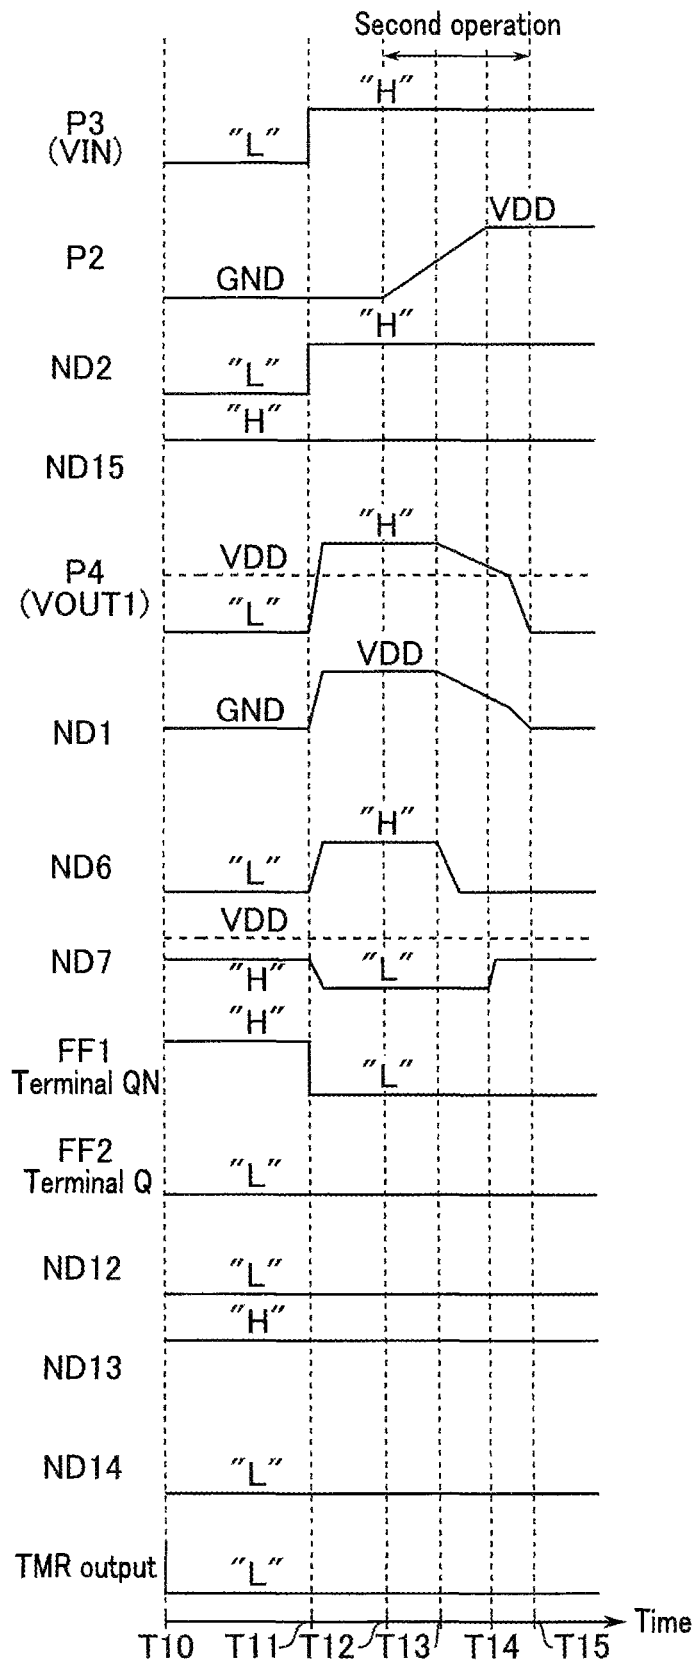 Second operation
P3
(VIN)
"L"
"H"
P2
GND
VDD
ND2
"L"
"H"
ND15
"H"
P4
(VOUT1)
VDD
"L"
"H"
ND1
GND
VDD
ND6
"L"
"H"
ND7
VDD
"H"
"L"
FF1
Terminal QN
"H"
"L"
FF2
Terminal Q
"L"
ND12
"L"
ND13
"H"
ND14
"L"
TMR output
"L"
Time
T10 T11 T12 T13 T14 T15